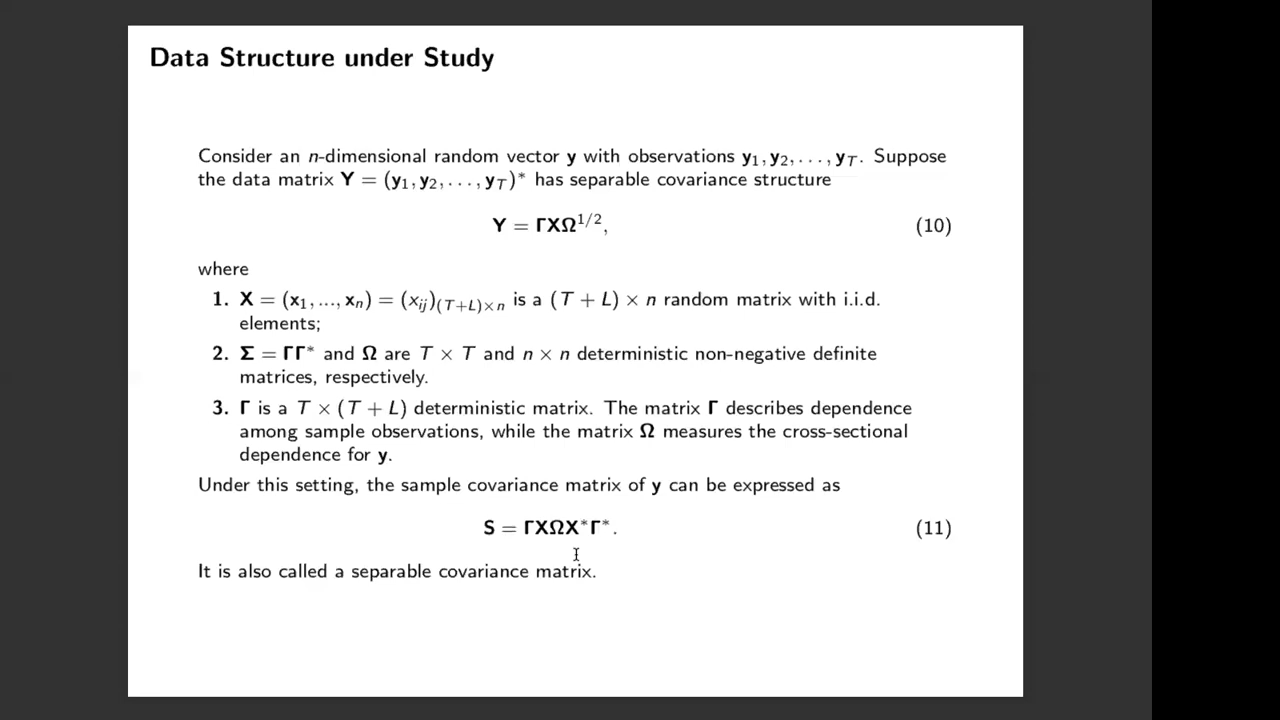 Data Structure under Study
Consider an n-dimensional random vector y with observations y₁, y₂, . . . , y_T. Suppose
the data matrix Y = (y₁, y₂, . . . , y_T)* has separable covariance structure
Y = ΓXΩ^{1/2}, (10)
where
1. X = (x₁, ..., xₙ) = (x_{ij})_{(T+L)×n} is a (T + L) × n random matrix with i.i.d.
elements;
2. Σ = ΓΓ* and Ω are T × T and n × n deterministic non-negative definite
matrices, respectively.
3. Γ is a T × (T + L) deterministic matrix. The matrix Γ describes dependence
among sample observations, while the matrix Ω measures the cross-sectional
dependence for y.
Under this setting, the sample covariance matrix of y can be expressed as
S = ΓXΩX*Γ*. (11)
It is also called a separable covariance matrix.